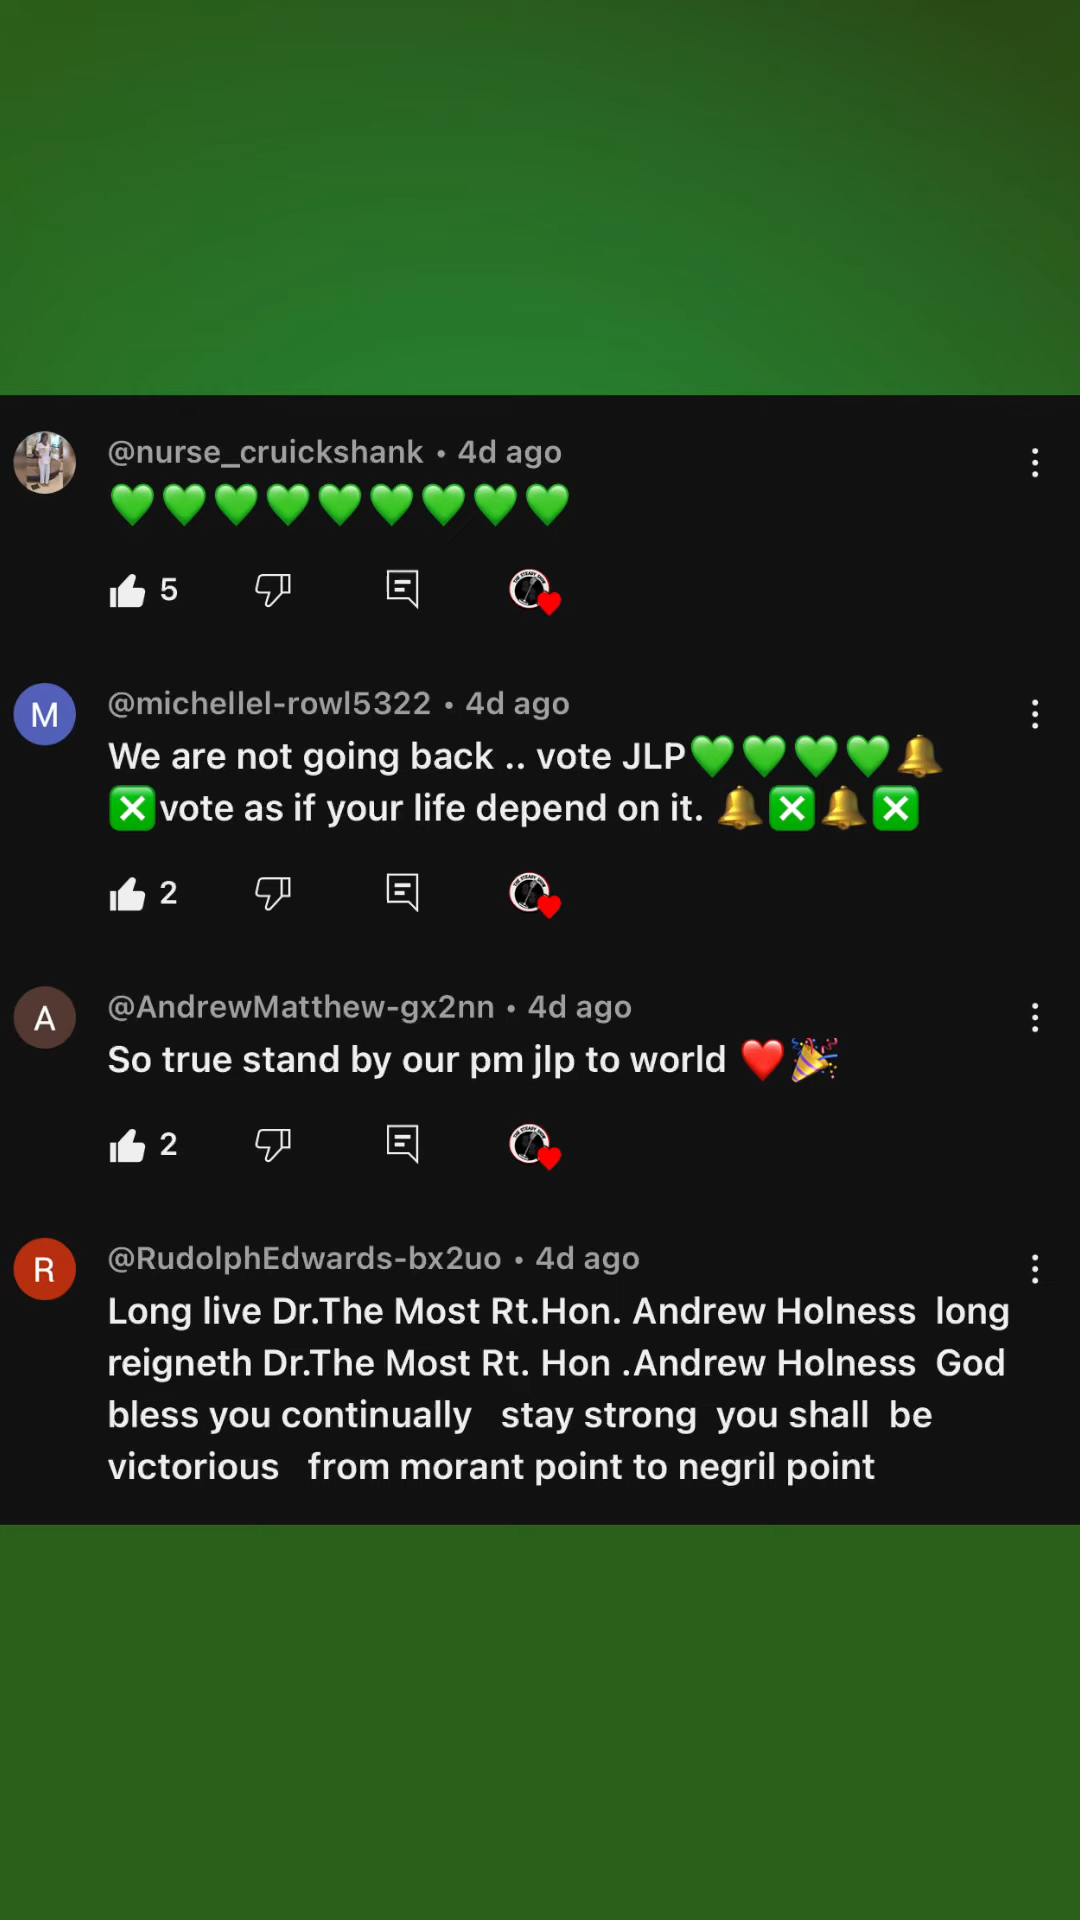 @nurse_cruickshank • 4d ago
💚💚💚💚💚💚💚💚💚
5
M
@michellel-rowl5322 • 4d ago
We are not going back .. vote JLP💚💚💚💚🔔
❎vote as if your life depend on it. 🔔❎🔔❎
2
A
@AndrewMatthew-gx2nn • 4d ago
So true stand by our pm jlp to world ❤️🎉
2
R
@RudolphEdwards-bx2uo • 4d ago
Long live Dr.The Most Rt.Hon. Andrew Holness  long
reigneth Dr.The Most Rt. Hon .Andrew Holness  God
bless you continually   stay strong  you shall  be
victorious   from morant point to negril point